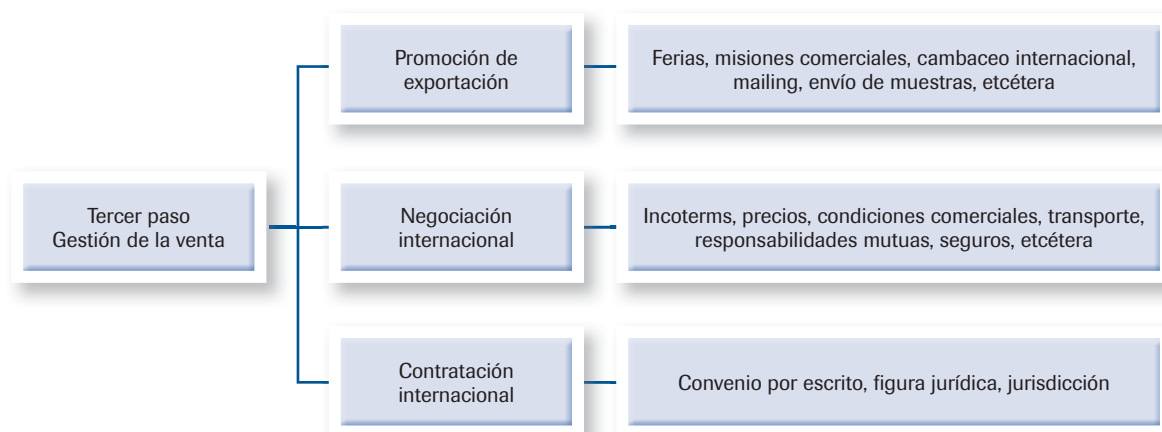 Tercer paso
Gestión de la venta
Promoción de
exportación
Ferias, misiones comerciales, cambaceo internacional,
mailing, envío de muestras, etcétera
Negociación
internacional
Incoterms, precios, condiciones comerciales, transporte,
responsabilidades mutuas, seguros, etcétera
Contratación
internacional
Convenio por escrito, figura jurídica, jurisdicción